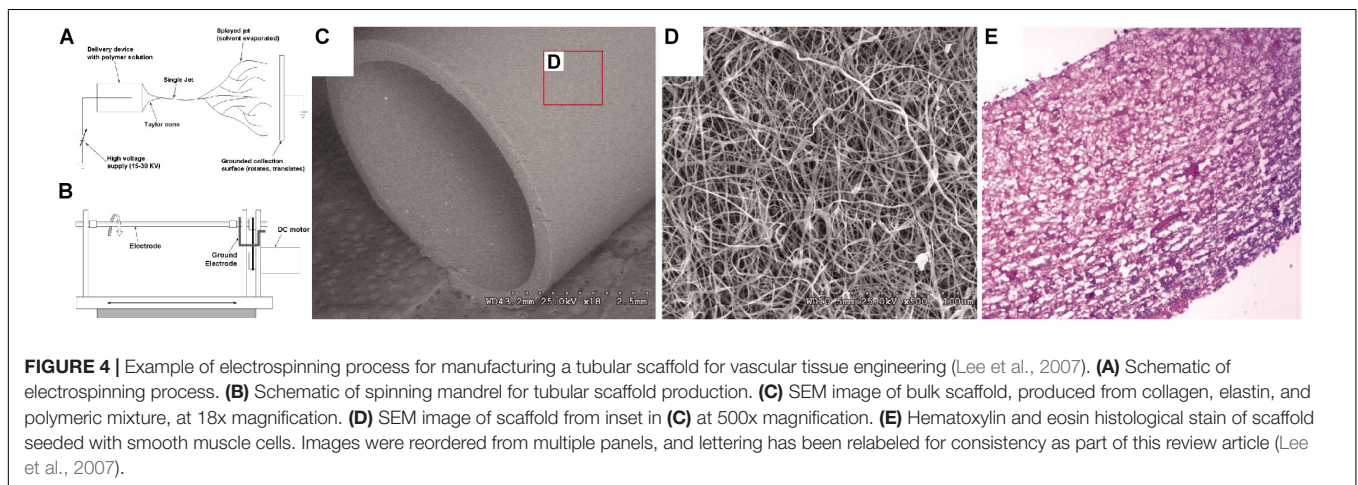 A
Delivery device
with polymer solution
Splayed jet
(solvent evaporated)
Single Jet
Taylor cone
High voltage
supply (15-30 KV)
Grounded collection
surface (rotates, translates)
B
Electrode
Ground
Electrode
DC motor
C
D
WD43.2mm 25.0kV x18 2.5mm
D
WD10.5mm 25.0kV x500 100um
E
FIGURE 4 | Example of electrospinning process for manufacturing a tubular scaffold for vascular tissue engineering (Lee et al., 2007). (A) Schematic of
electrospinning process. (B) Schematic of spinning mandrel for tubular scaffold production. (C) SEM image of bulk scaffold, produced from collagen, elastin, and
polymeric mixture, at 18x magnification. (D) SEM image of scaffold from inset in (C) at 500x magnification. (E) Hematoxylin and eosin histological stain of scaffold
seeded with smooth muscle cells. Images were reordered from multiple panels, and lettering has been relabeled for consistency as part of this review article (Lee
et al., 2007).